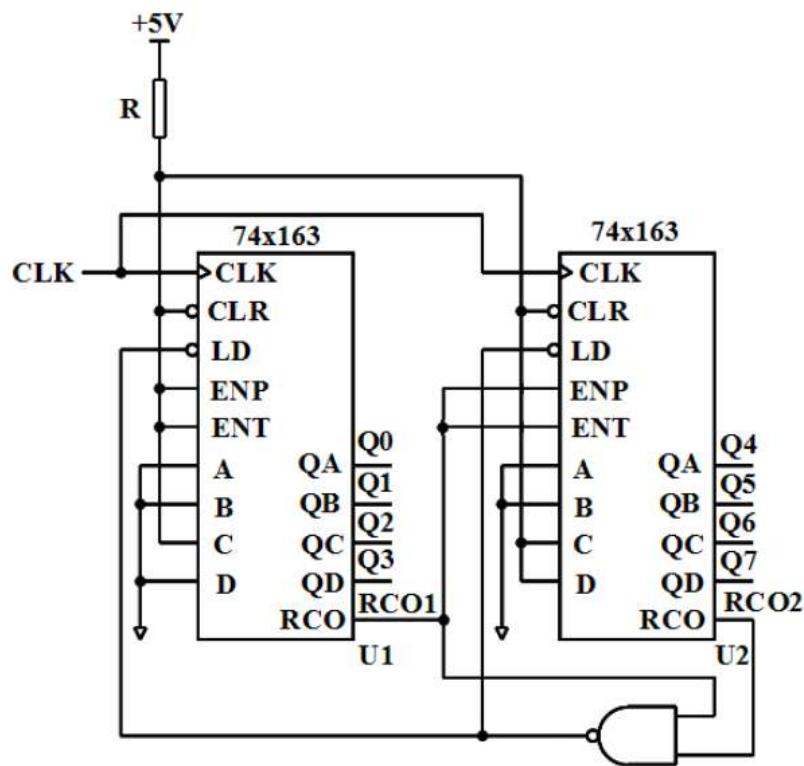 +5V
R
74x163
74x163
CLK
CLK
CLR
LD
ENP
ENT
A
B
C
D
QA
QB
QC
QD
RCO
Q0
Q1
Q2
Q3
RCO1
U1
CLK
CLR
LD
ENP
ENT
A
B
C
D
QA
QB
QC
QD
RCO
Q4
Q5
Q6
Q7
RCO2
U2